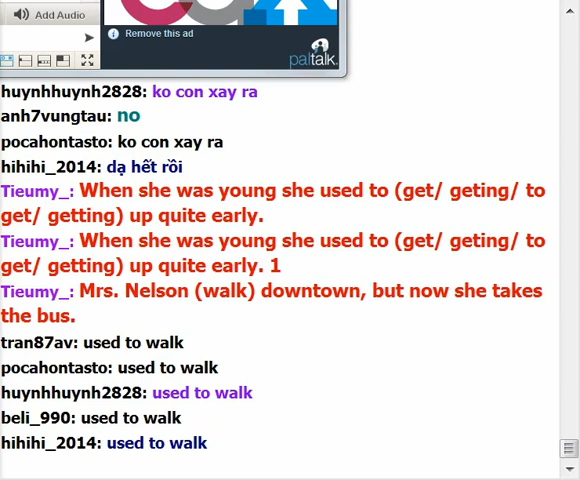 Add Audio
Remove this ad
paltalk
huynhhuynh2828: ko con xay ra
anh7vungtau: no
pocahontasto: ko con xay ra
hihihi_2014: dạ hết rồi
Tieumy_: When she was young she used to (get/ geting/ to
get/ getting) up quite early.
Tieumy_: When she was young she used to (get/ geting/ to
get/ getting) up quite early. 1
Tieumy_: Mrs. Nelson (walk) downtown, but now she takes
the bus.
tran87av: used to walk
pocahontasto: used to walk
huynhhuynh2828: used to walk
beli_990: used to walk
hihihi_2014: used to walk